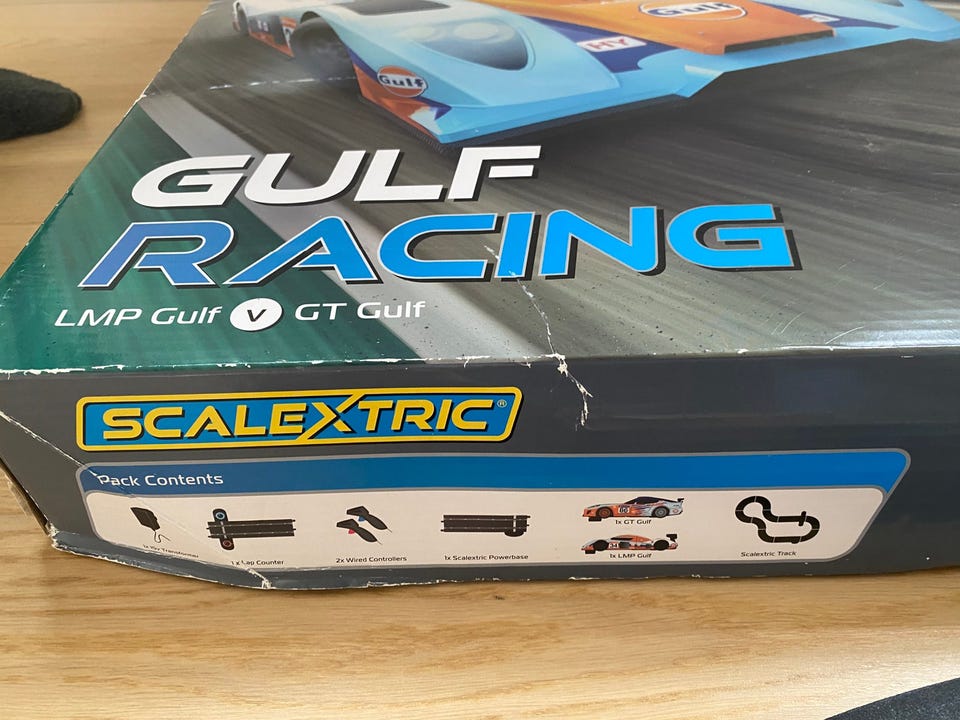 Gulf
Gulf
HY
GULF
RACING
LMP Gulf v GT Gulf
SCALEXTRIC®
Pack Contents
Transformer
1x Lap Counter
2x Wired Controllers
1x Scalextric Powerbase
1x GT Gulf
1x LMP Gulf
Scalextric Track